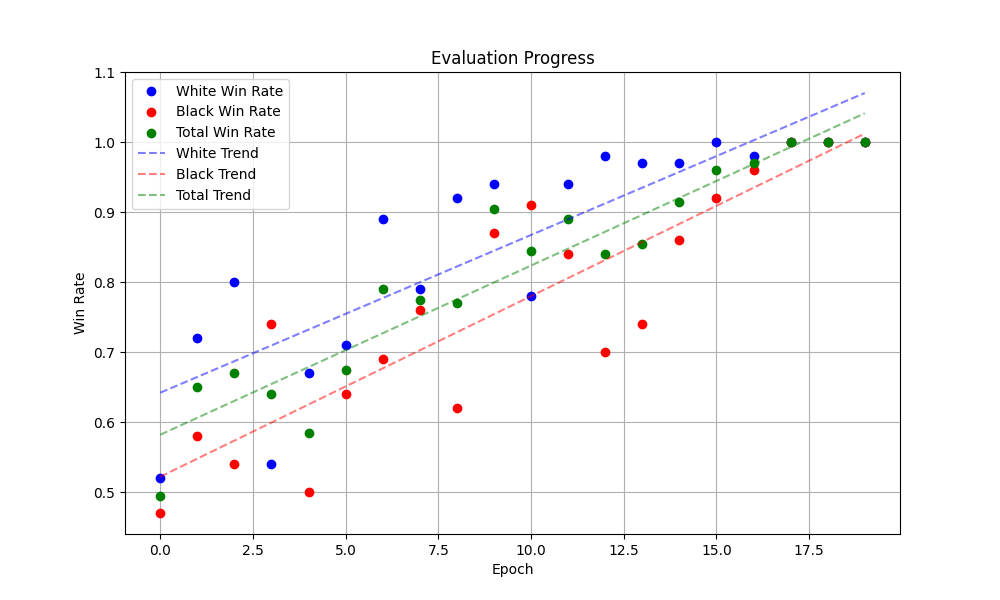 Evaluation Progress
White Win Rate
Black Win Rate
Total Win Rate
White Trend
Black Trend
Total Trend
1.1
1.0
0.9
0.8
0.7
0.6
0.5
Win Rate
0.0 2.5 5.0 7.5 10.0 12.5 15.0 17.5
Epoch